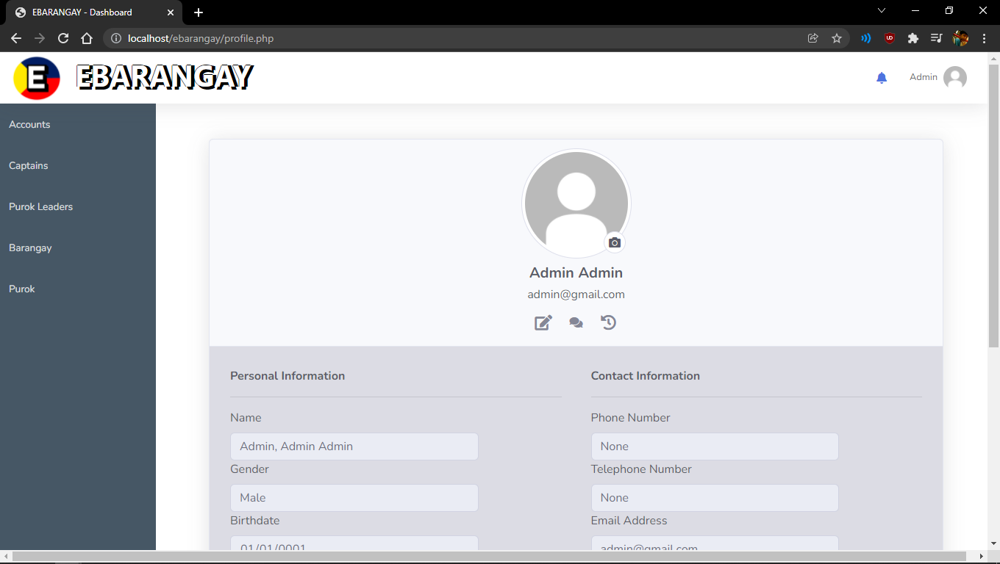 EBARANGAY - Dashboard
localhost/ebarangay/profile.php
E EBARANGAY
Admin
Accounts
Captains
Purok Leaders
Barangay
Purok
Admin Admin
admin@gmail.com
Personal Information
Name
Admin, Admin Admin
Gender
Male
Birthdate
01/01/0001
Contact Information
Phone Number
None
Telephone Number
None
Email Address
admin@gmail.com